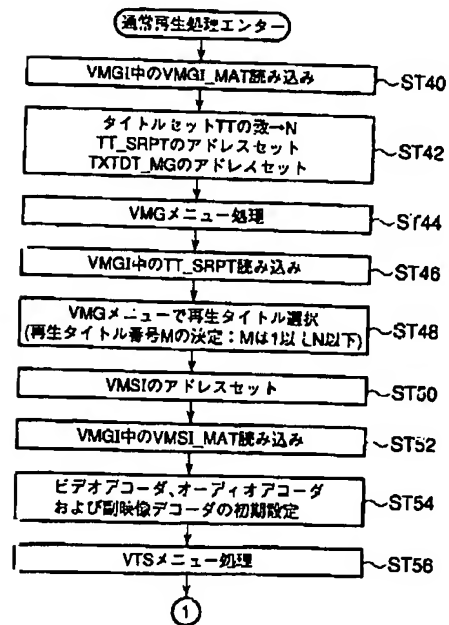 通常再生処理エンター
VMGI中のVMGI_MAT読み込み
ST40
タイトルセットTTの数→N
TT_SRPTのアドレスセット
TXTDT_MGのアドレスセット
ST42
VMGメニュー処理
ST44
VMGI中のTT_SRPT読み込み
ST46
VMGメニューで再生タイトル選択
(再生タイトル番号Mの決定：Mは1以上N以下)
ST48
VMSIのアドレスセット
ST50
VMGI中のVMSI_MAT読み込み
ST52
ビデオアコーダ、オーディオアコーダ
および副映像デコーダの初期設定
ST54
VTSメニュー処理
ST56
1